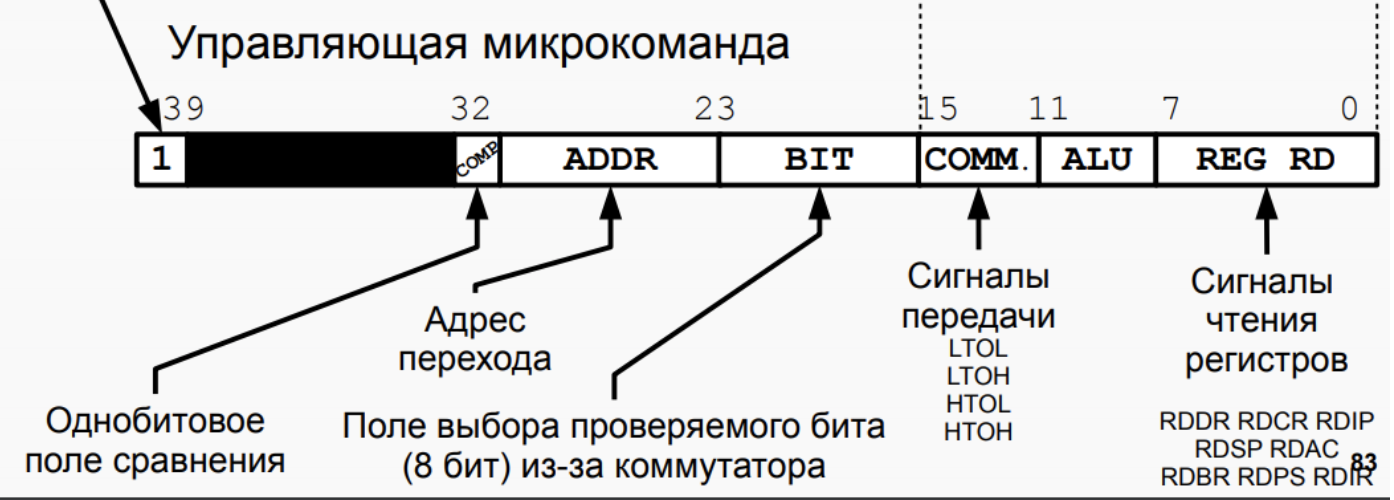 Управляющая микрокоманда
39 32 23 15 11 7 0
1 COMP ADDR BIT COMM. ALU REG RD
Однобитовое
поле сравнения
Адрес
перехода
Поле выбора проверяемого бита
(8 бит) из-за коммутатора
Сигналы
передачи
LTOL
LTOH
HTOL
HTOH
Сигналы
чтения
регистров
RDDR RDCR RDIP
RDSP RDAC
RDBR RDPS RDIR
83